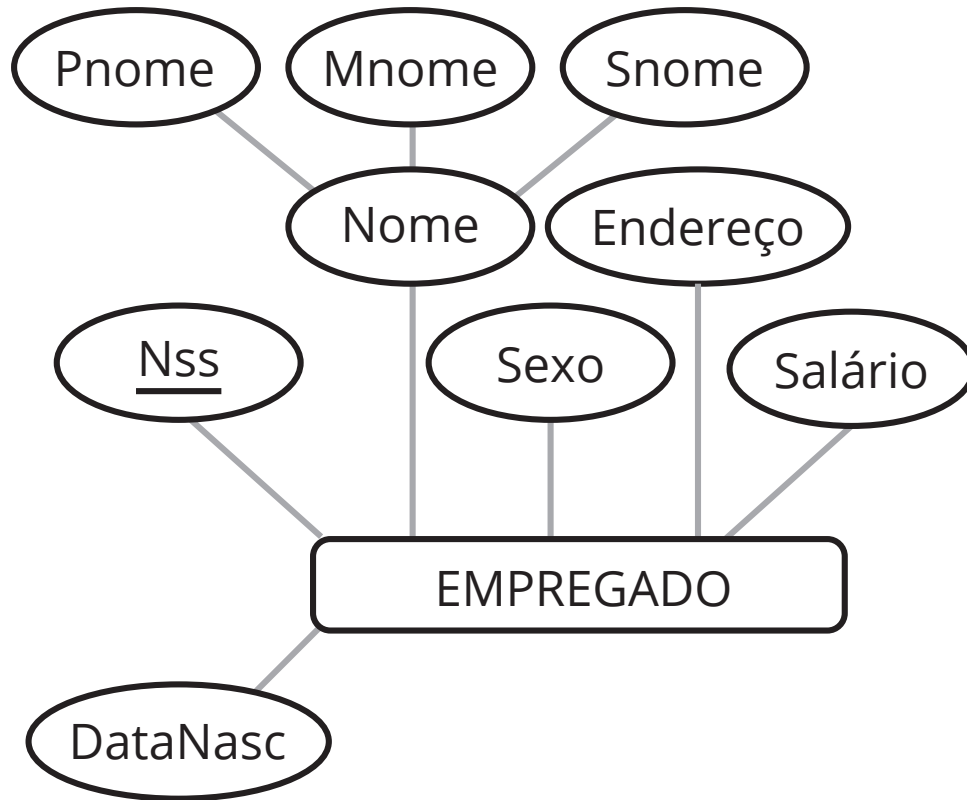 Pnome
Mnome
Snome
Nome
Endereço
Nss
Sexo
Salário
EMPREGADO
DataNasc